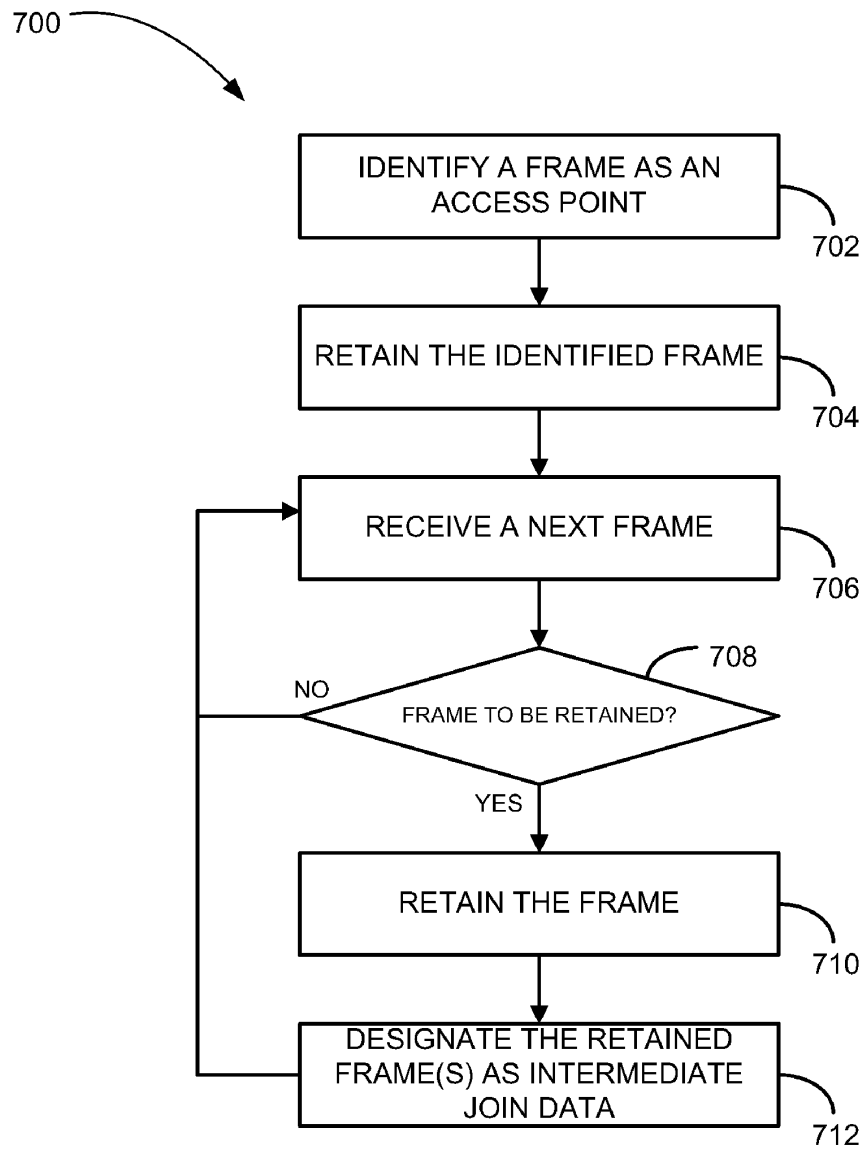 700
IDENTIFY A FRAME AS AN
ACCESS POINT
702
RETAIN THE IDENTIFIED FRAME
704
RECEIVE A NEXT FRAME
706
708
NO
FRAME TO BE RETAINED?
YES
RETAIN THE FRAME
710
DESIGNATE THE RETAINED
FRAME(S) AS INTERMEDIATE
JOIN DATA
712